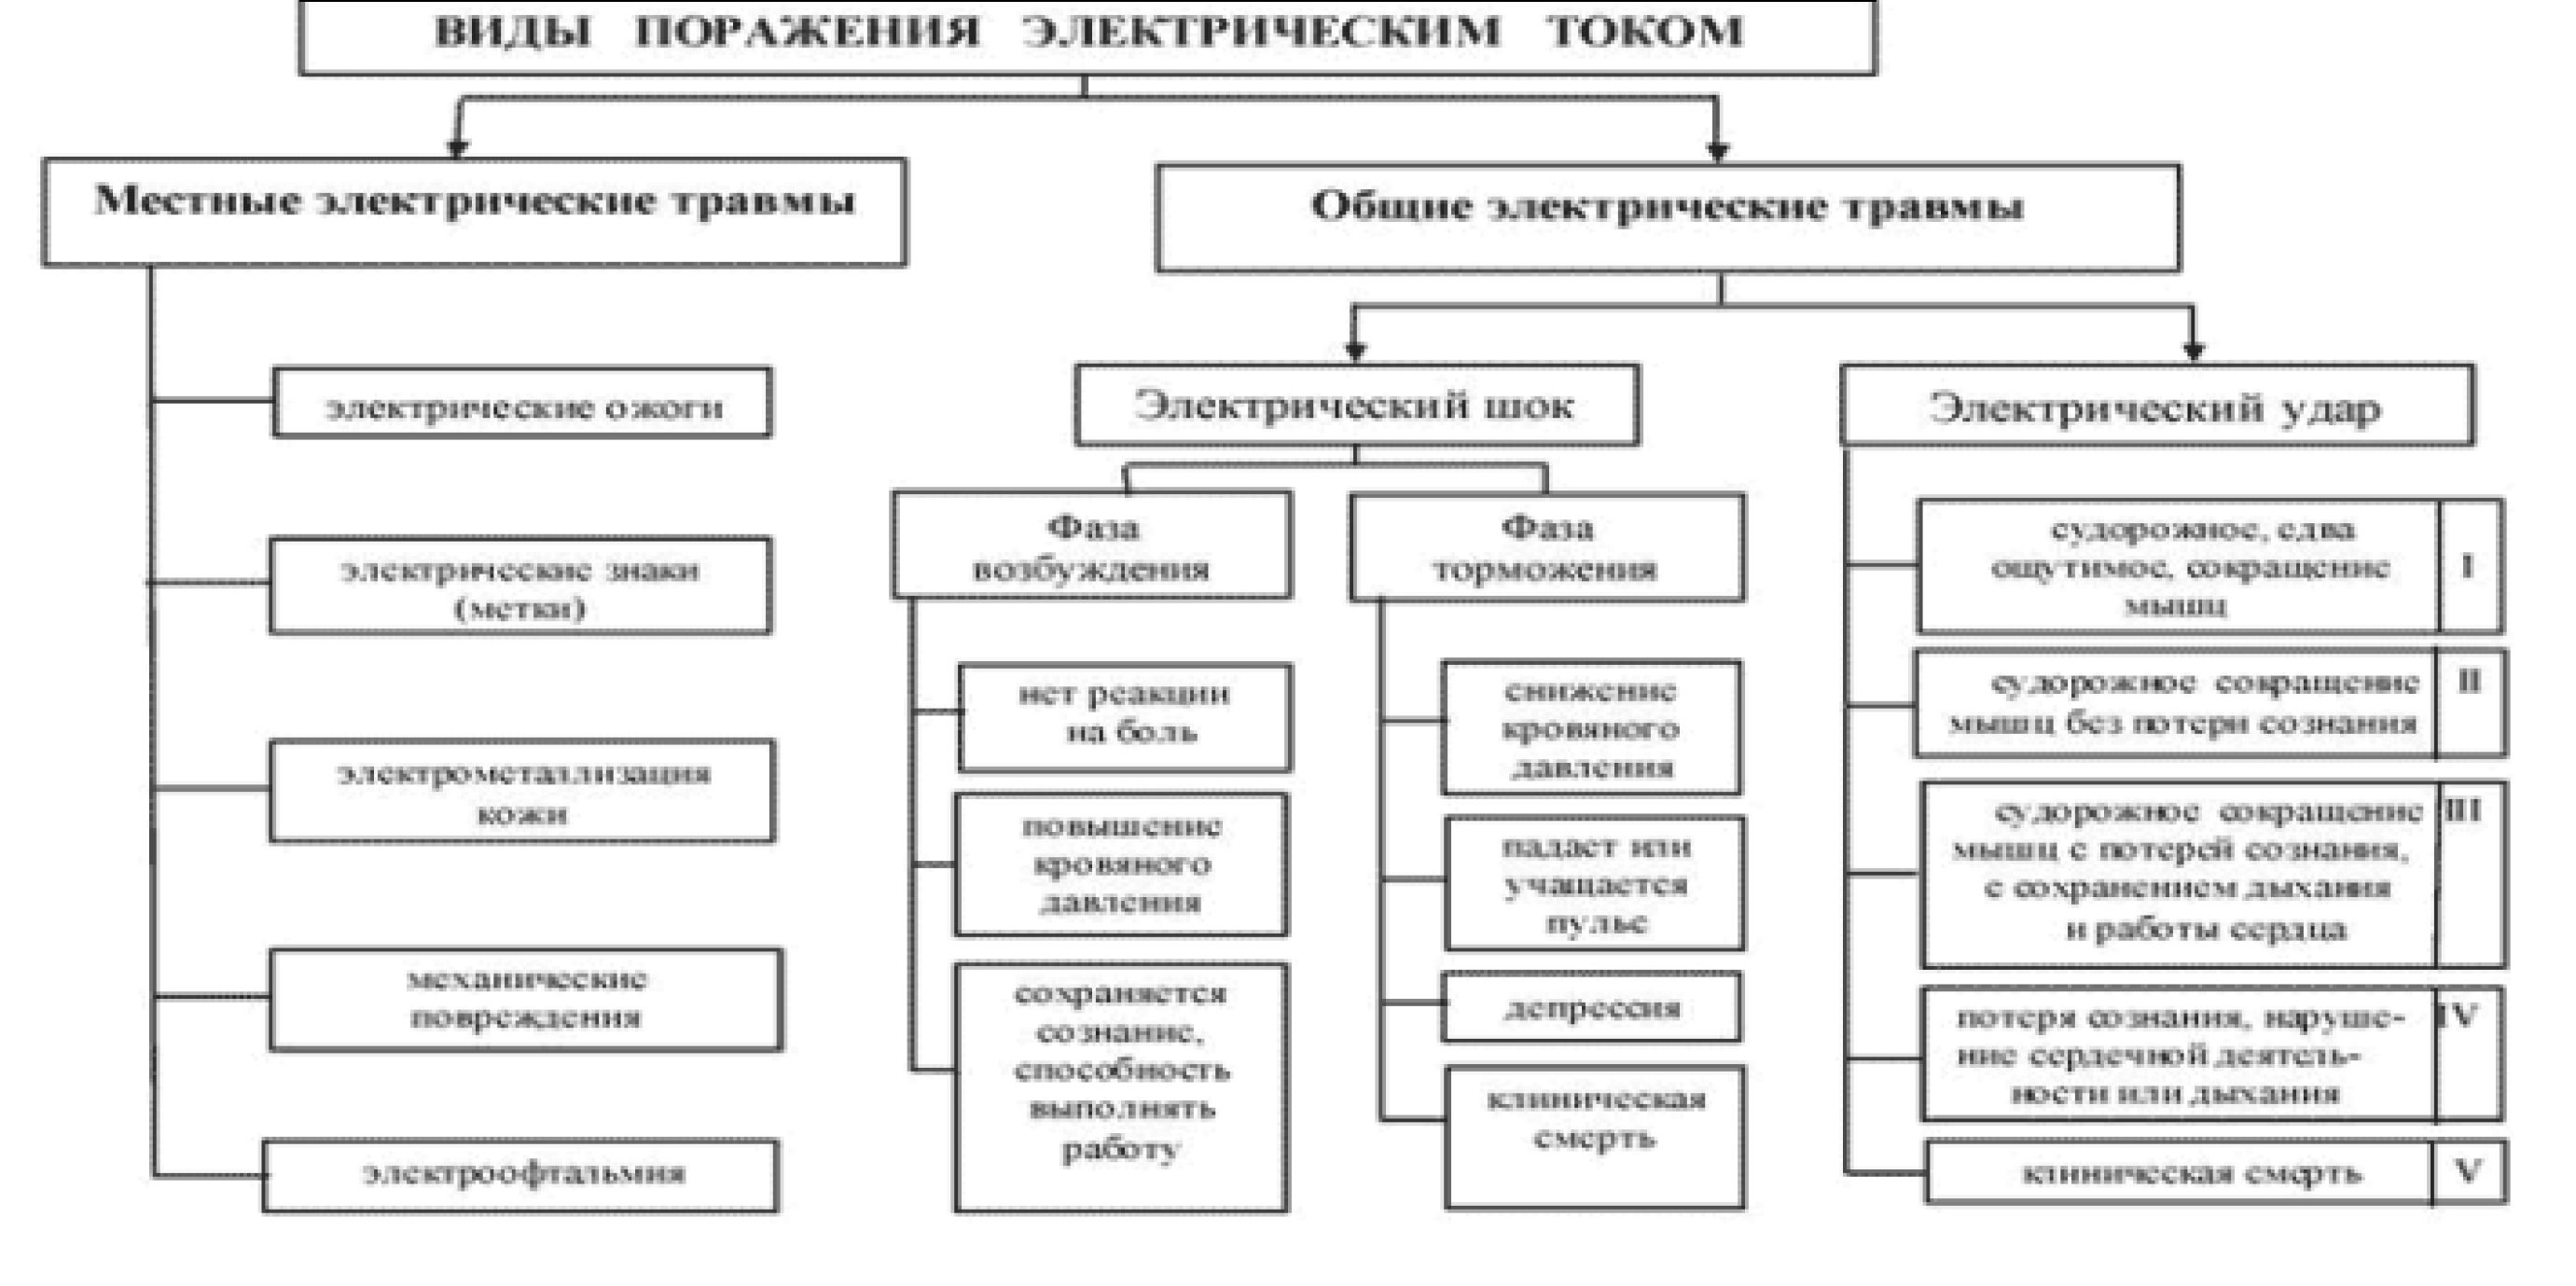 ВИДЫ ПОРАЖЕНИЯ ЭЛЕКТРИЧЕСКИМ ТОКОМ
Местные электрические травмы
Общие электрические травмы
электрические ожоги
электрические знаки
(метки)
электрометаллизация
кожи
механические
повреждения
электроофтальмия
Электрический шок
Фаза
возбуждения
нет реакции
на боль
повышение
кровяного
давления
сохраняется
сознание,
способность
выполнять
работу
Фаза
торможения
снижение
кровяного
давления
падает или
учащается
пульс
депрессия
клиническая
смерть
Электрический удар
судорожное, едва
ощутимое, сокращение
мышц
I
судорожное сокращение
мышц без потери сознания
II
судорожное сокращение
мышц с потерей сознания,
с сохранением дыхания
и работы сердца
III
потеря сознания, наруше-
ние сердечной деятель-
ности или дыхания
IV
клиническая смерть
V